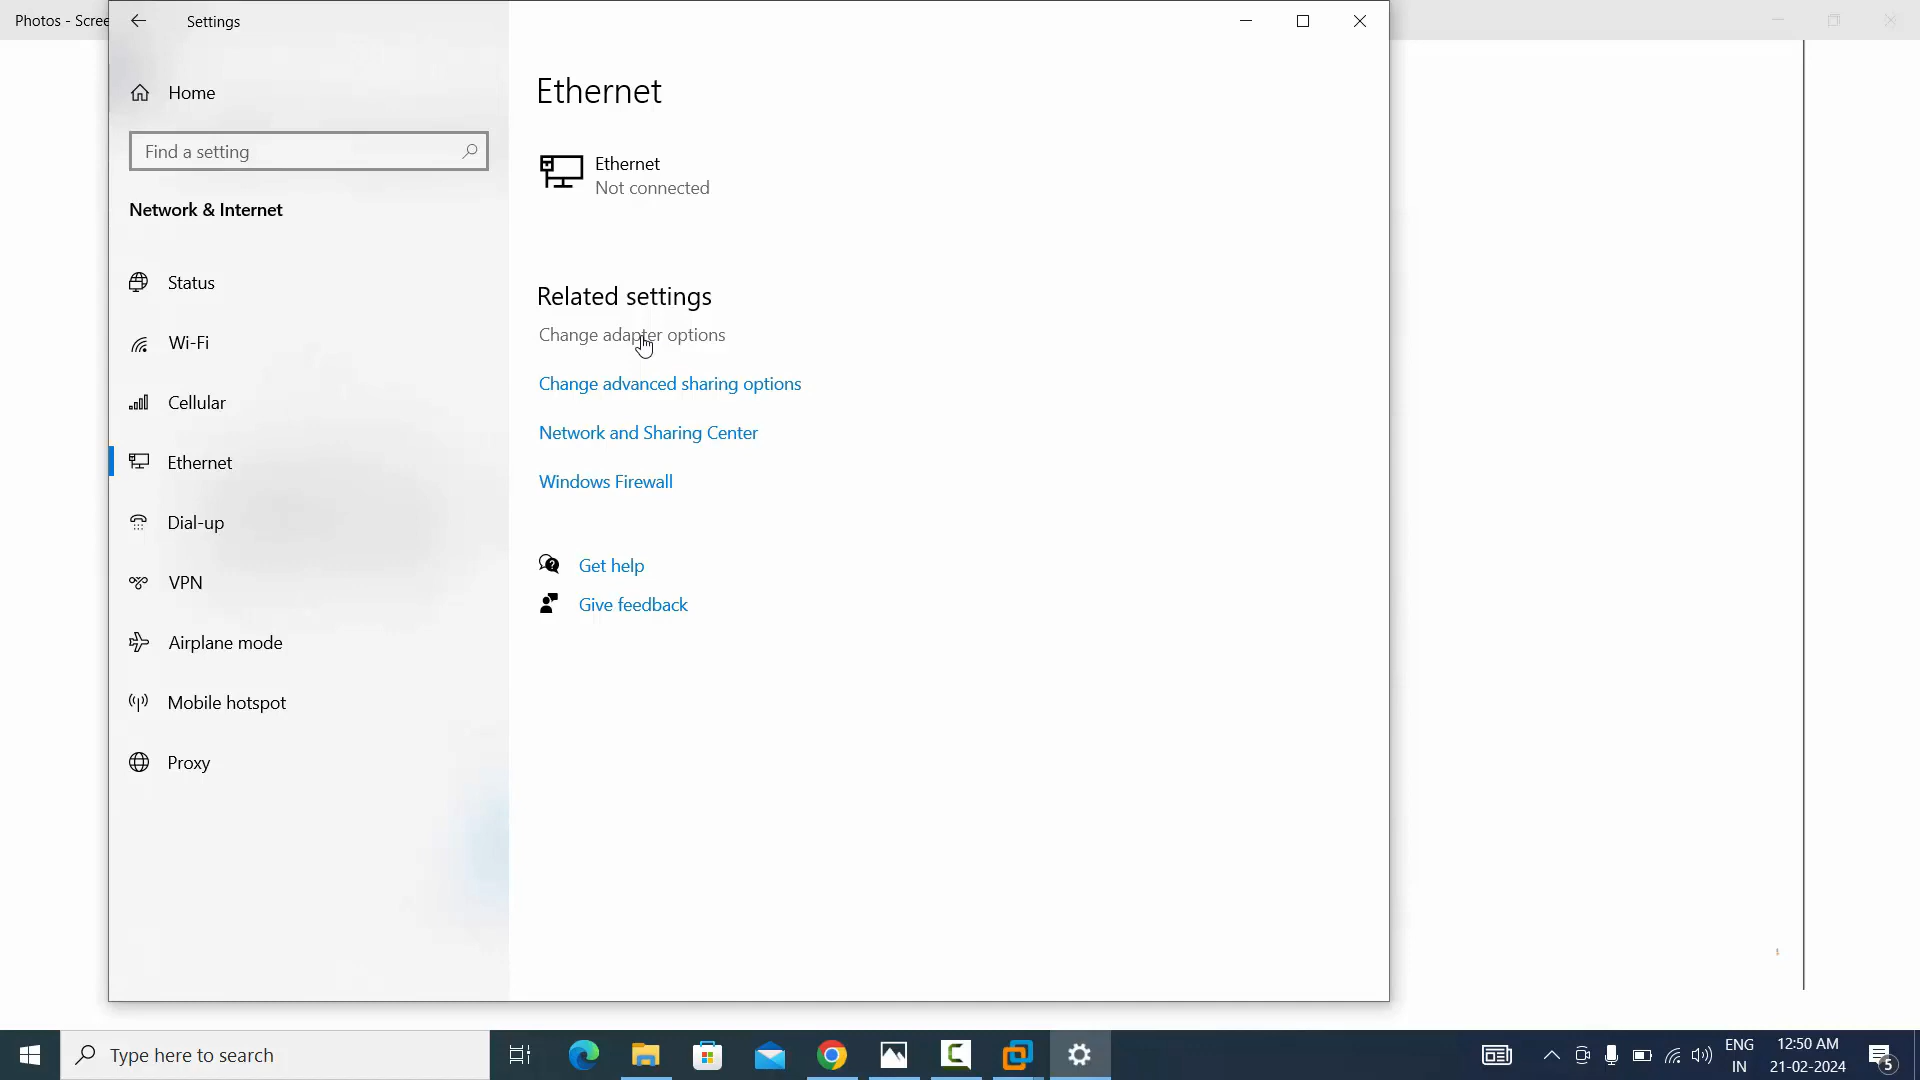 Photos - Scree
Settings
Home
Find a setting
Network & Internet
Status
Wi-Fi
Cellular
Ethernet
Dial-up
VPN
Airplane mode
Mobile hotspot
Proxy
Ethernet
Ethernet
Not connected
Related settings
Change adapter options
Change advanced sharing options
Network and Sharing Center
Windows Firewall
Get help
Give feedback
Type here to search
ENG
IN
12:50 AM
21-02-2024
5